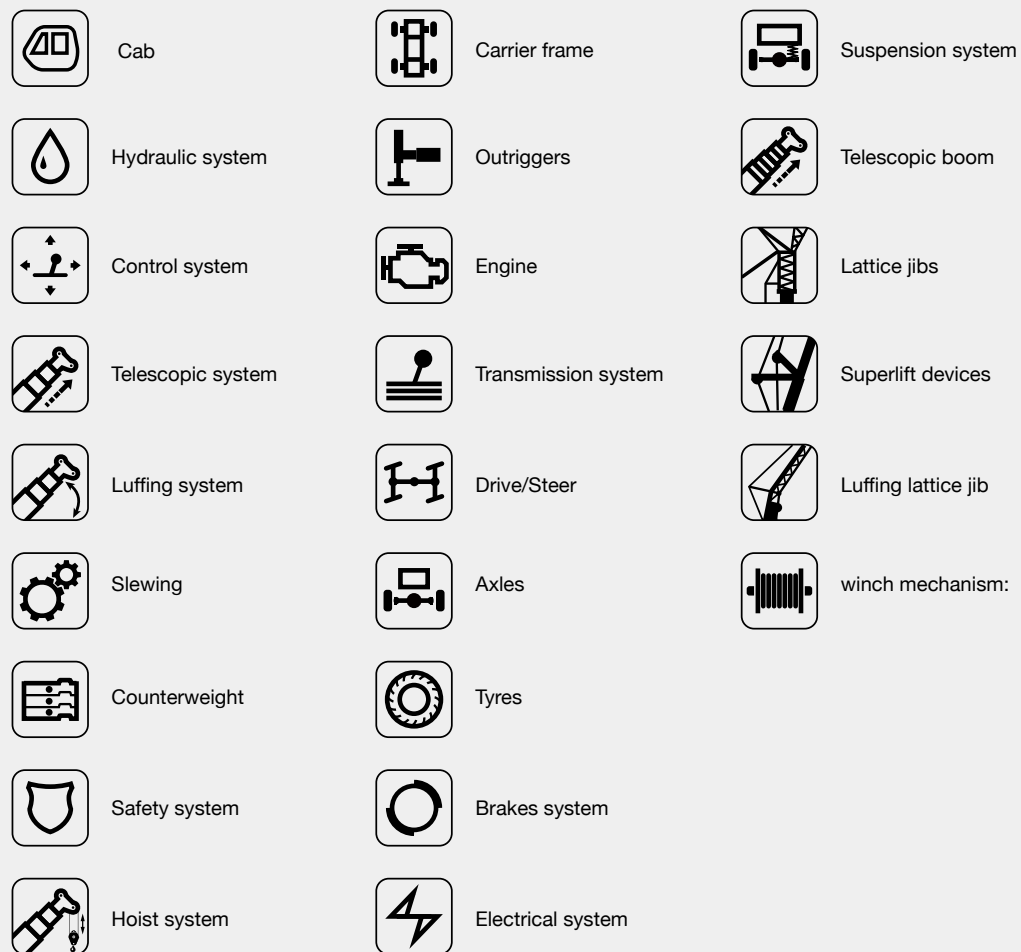 Cab
Hydraulic system
Control system
Telescopic system
Luffing system
Slewing
Counterweight
Safety system
Hoist system
Carrier frame
Outriggers
Engine
Transmission system
Drive/Steer
Axles
Tyres
Brakes system
Electrical system
Suspension system
Telescopic boom
Lattice jibs
Superlift devices
Luffing lattice jib
winch mechanism: